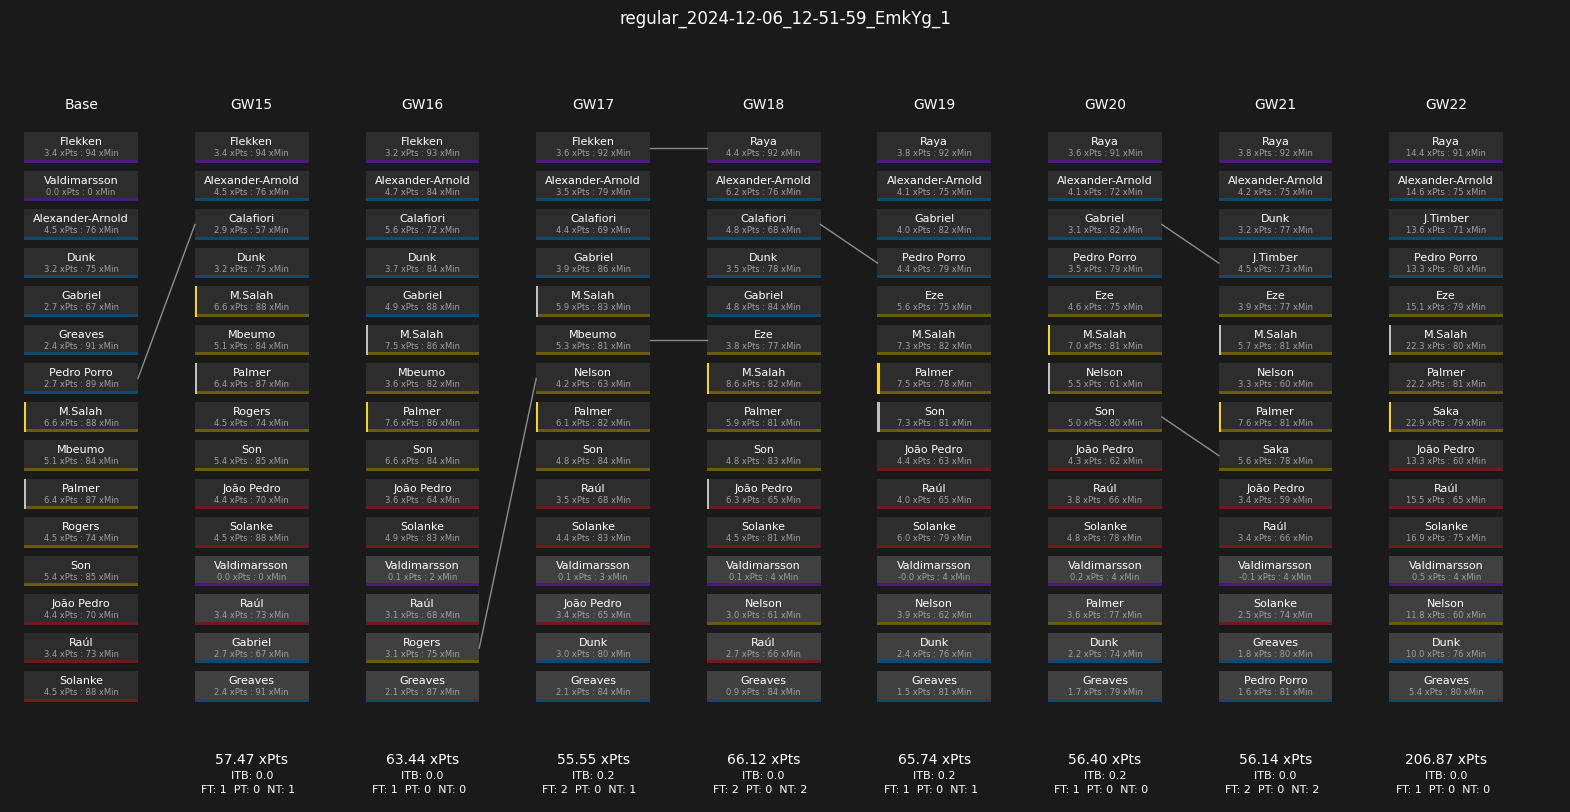 regular_2024-12-06_12-51-59_EmkYg_1
Base
Flekken
3.4 xPts : 94 xMin
Valdimarsson
0.0 xPts : 0 xMin
Alexander-Arnold
4.5 xPts : 76 xMin
Dunk
3.2 xPts : 75 xMin
Gabriel
2.7 xPts : 67 xMin
Greaves
2.4 xPts : 91 xMin
Pedro Porro
2.7 xPts : 89 xMin
M.Salah
6.6 xPts : 88 xMin
Mbeumo
5.1 xPts : 84 xMin
Palmer
6.4 xPts : 87 xMin
Rogers
4.5 xPts : 74 xMin
Son
5.4 xPts : 85 xMin
João Pedro
4.4 xPts : 70 xMin
Raúl
3.4 xPts : 73 xMin
Solanke
4.5 xPts : 88 xMin
GW15
Flekken
3.4 xPts : 94 xMin
Alexander-Arnold
4.5 xPts : 76 xMin
Calafiori
2.9 xPts : 57 xMin
Dunk
3.2 xPts : 75 xMin
M.Salah
6.6 xPts : 88 xMin
Mbeumo
5.1 xPts : 84 xMin
Palmer
6.4 xPts : 87 xMin
Rogers
4.5 xPts : 74 xMin
Son
5.4 xPts : 85 xMin
João Pedro
4.4 xPts : 70 xMin
Solanke
4.5 xPts : 88 xMin
Valdimarsson
0.0 xPts : 0 xMin
Raúl
3.4 xPts : 73 xMin
Gabriel
2.7 xPts : 67 xMin
Greaves
2.4 xPts : 91 xMin
57.47 xPts
ITB: 0.0
FT: 1 PT: 0 NT: 1
GW16
Flekken
3.2 xPts : 93 xMin
Alexander-Arnold
4.7 xPts : 84 xMin
Calafiori
5.6 xPts : 72 xMin
Dunk
3.7 xPts : 84 xMin
Gabriel
4.9 xPts : 88 xMin
M.Salah
7.5 xPts : 86 xMin
Mbeumo
3.6 xPts : 82 xMin
Palmer
7.6 xPts : 86 xMin
Son
6.6 xPts : 84 xMin
João Pedro
3.6 xPts : 64 xMin
Solanke
4.9 xPts : 83 xMin
Valdimarsson
0.1 xPts : 2 xMin
Raúl
3.1 xPts : 68 xMin
Rogers
3.1 xPts : 75 xMin
Greaves
2.1 xPts : 87 xMin
63.44 xPts
ITB: 0.0
FT: 1 PT: 0 NT: 0
GW17
Flekken
3.6 xPts : 92 xMin
Alexander-Arnold
3.5 xPts : 79 xMin
Calafiori
4.4 xPts : 69 xMin
Gabriel
3.9 xPts : 86 xMin
M.Salah
5.9 xPts : 83 xMin
Mbeumo
5.3 xPts : 81 xMin
Nelson
4.2 xPts : 63 xMin
Palmer
6.1 xPts : 82 xMin
Son
4.8 xPts : 84 xMin
Raúl
3.5 xPts : 68 xMin
Solanke
4.4 xPts : 83 xMin
Valdimarsson
0.1 xPts : 3 xMin
João Pedro
3.4 xPts : 65 xMin
Dunk
3.0 xPts : 80 xMin
Greaves
2.1 xPts : 84 xMin
55.55 xPts
ITB: 0.2
FT: 2 PT: 0 NT: 1
GW18
Raya
4.4 xPts : 92 xMin
Alexander-Arnold
6.2 xPts : 76 xMin
Calafiori
4.8 xPts : 68 xMin
Dunk
3.5 xPts : 78 xMin
Gabriel
4.8 xPts : 84 xMin
Eze
3.8 xPts : 77 xMin
M.Salah
8.6 xPts : 82 xMin
Palmer
5.9 xPts : 81 xMin
Son
4.8 xPts : 83 xMin
João Pedro
6.3 xPts : 65 xMin
Solanke
4.5 xPts : 81 xMin
Valdimarsson
0.1 xPts : 4 xMin
Nelson
3.0 xPts : 61 xMin
Raúl
2.7 xPts : 66 xMin
Greaves
0.9 xPts : 84 xMin
66.12 xPts
ITB: 0.0
FT: 2 PT: 0 NT: 2
GW19
Raya
3.8 xPts : 92 xMin
Alexander-Arnold
4.1 xPts : 75 xMin
Gabriel
4.0 xPts : 82 xMin
Pedro Porro
4.4 xPts : 79 xMin
Eze
5.6 xPts : 75 xMin
M.Salah
7.3 xPts : 82 xMin
Palmer
7.5 xPts : 78 xMin
Son
7.3 xPts : 81 xMin
João Pedro
4.4 xPts : 63 xMin
Raúl
4.0 xPts : 65 xMin
Solanke
6.0 xPts : 79 xMin
Valdimarsson
-0.0 xPts : 4 xMin
Nelson
3.9 xPts : 62 xMin
Dunk
2.4 xPts : 76 xMin
Greaves
1.5 xPts : 81 xMin
65.74 xPts
ITB: 0.2
FT: 1 PT: 0 NT: 1
GW20
Raya
3.6 xPts : 91 xMin
Alexander-Arnold
4.1 xPts : 72 xMin
Gabriel
3.1 xPts : 82 xMin
Pedro Porro
3.5 xPts : 79 xMin
Eze
4.6 xPts : 75 xMin
M.Salah
7.0 xPts : 81 xMin
Nelson
5.5 xPts : 61 xMin
Son
5.0 xPts : 80 xMin
João Pedro
4.3 xPts : 62 xMin
Raúl
3.8 xPts : 66 xMin
Solanke
4.8 xPts : 78 xMin
Valdimarsson
0.2 xPts : 4 xMin
Palmer
3.6 xPts : 77 xMin
Dunk
2.2 xPts : 74 xMin
Greaves
1.7 xPts : 79 xMin
56.40 xPts
ITB: 0.2
FT: 1 PT: 0 NT: 0
GW21
Raya
3.8 xPts : 92 xMin
Alexander-Arnold
4.2 xPts : 75 xMin
Dunk
3.2 xPts : 77 xMin
J.Timber
4.5 xPts : 73 xMin
Eze
3.9 xPts : 77 xMin
M.Salah
5.7 xPts : 81 xMin
Nelson
3.3 xPts : 60 xMin
Palmer
7.6 xPts : 81 xMin
Saka
5.6 xPts : 78 xMin
João Pedro
3.4 xPts : 59 xMin
Raúl
3.4 xPts : 66 xMin
Valdimarsson
-0.1 xPts : 4 xMin
Solanke
2.5 xPts : 74 xMin
Greaves
1.8 xPts : 80 xMin
Pedro Porro
1.6 xPts : 81 xMin
56.14 xPts
ITB: 0.0
FT: 2 PT: 0 NT: 2
GW22
Raya
14.4 xPts : 91 xMin
Alexander-Arnold
14.6 xPts : 75 xMin
J.Timber
13.6 xPts : 71 xMin
Pedro Porro
13.3 xPts : 80 xMin
Eze
15.1 xPts : 79 xMin
M.Salah
22.3 xPts : 80 xMin
Palmer
22.2 xPts : 81 xMin
Saka
22.9 xPts : 79 xMin
João Pedro
13.3 xPts : 60 xMin
Raúl
15.5 xPts : 65 xMin
Solanke
16.9 xPts : 75 xMin
Valdimarsson
0.5 xPts : 4 xMin
Nelson
11.8 xPts : 60 xMin
Dunk
10.0 xPts : 76 xMin
Greaves
5.4 xPts : 80 xMin
206.87 xPts
ITB: 0.0
FT: 1 PT: 0 NT: 0